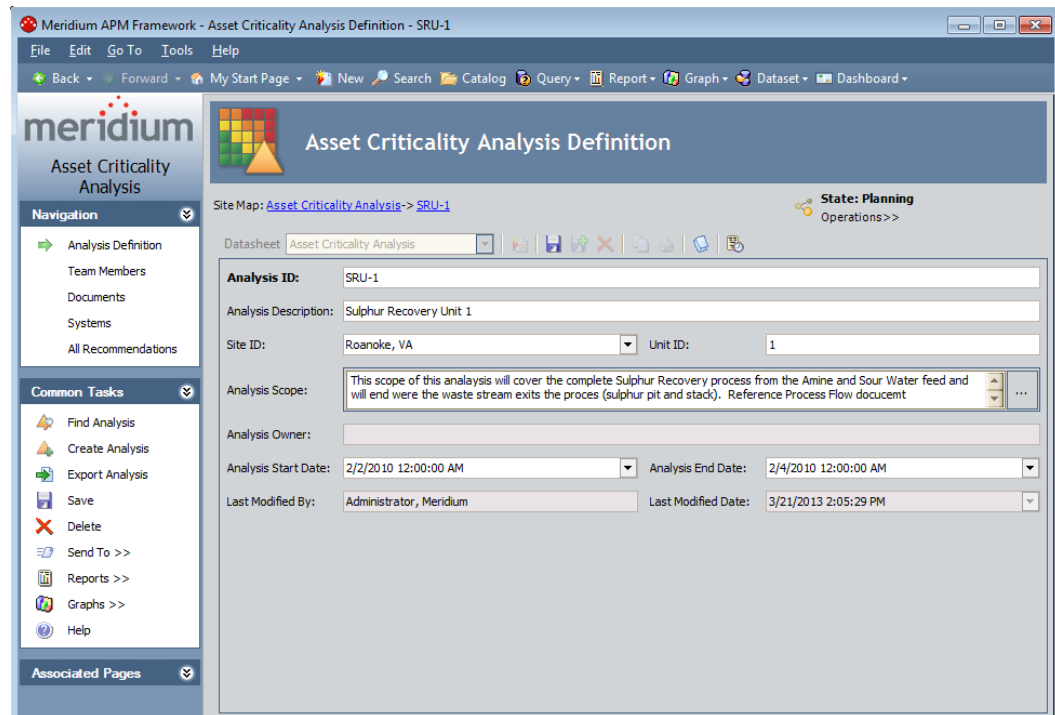 Meridium APM Framework - Asset Criticality Analysis Definition - SRU-1
File Edit Go To Tools Help
Back Forward My Start Page New Search Catalog Query Report Graph Dataset Dashboard
meridium
Asset Criticality
Analysis
Navigation
Analysis Definition
Team Members
Documents
Systems
All Recommendations
Common Tasks
Find Analysis
Create Analysis
Export Analysis
Save
Delete
Send To >>
Reports >>
Graphs >>
Help
Associated Pages
Asset Criticality Analysis Definition
Site Map: Asset Criticality Analysis-> SRU-1
State: Planning
Operations>>
Datasheet Asset Criticality Analysis
Analysis ID: SRU-1
Analysis Description: Sulphur Recovery Unit 1
Site ID: Roanoke, VA Unit ID: 1
Analysis Scope: This scope of this analaysis will cover the complete Sulphur Recovery process from the Amine and Sour Water feed and
will end were the waste stream exits the proces (sulphur pit and stack). Reference Process Flow docucemt
...
Analysis Owner:
Analysis Start Date: 2/2/2010 12:00:00 AM Analysis End Date: 2/4/2010 12:00:00 AM
Last Modified By: Administrator, Meridium Last Modified Date: 3/21/2013 2:05:29 PM